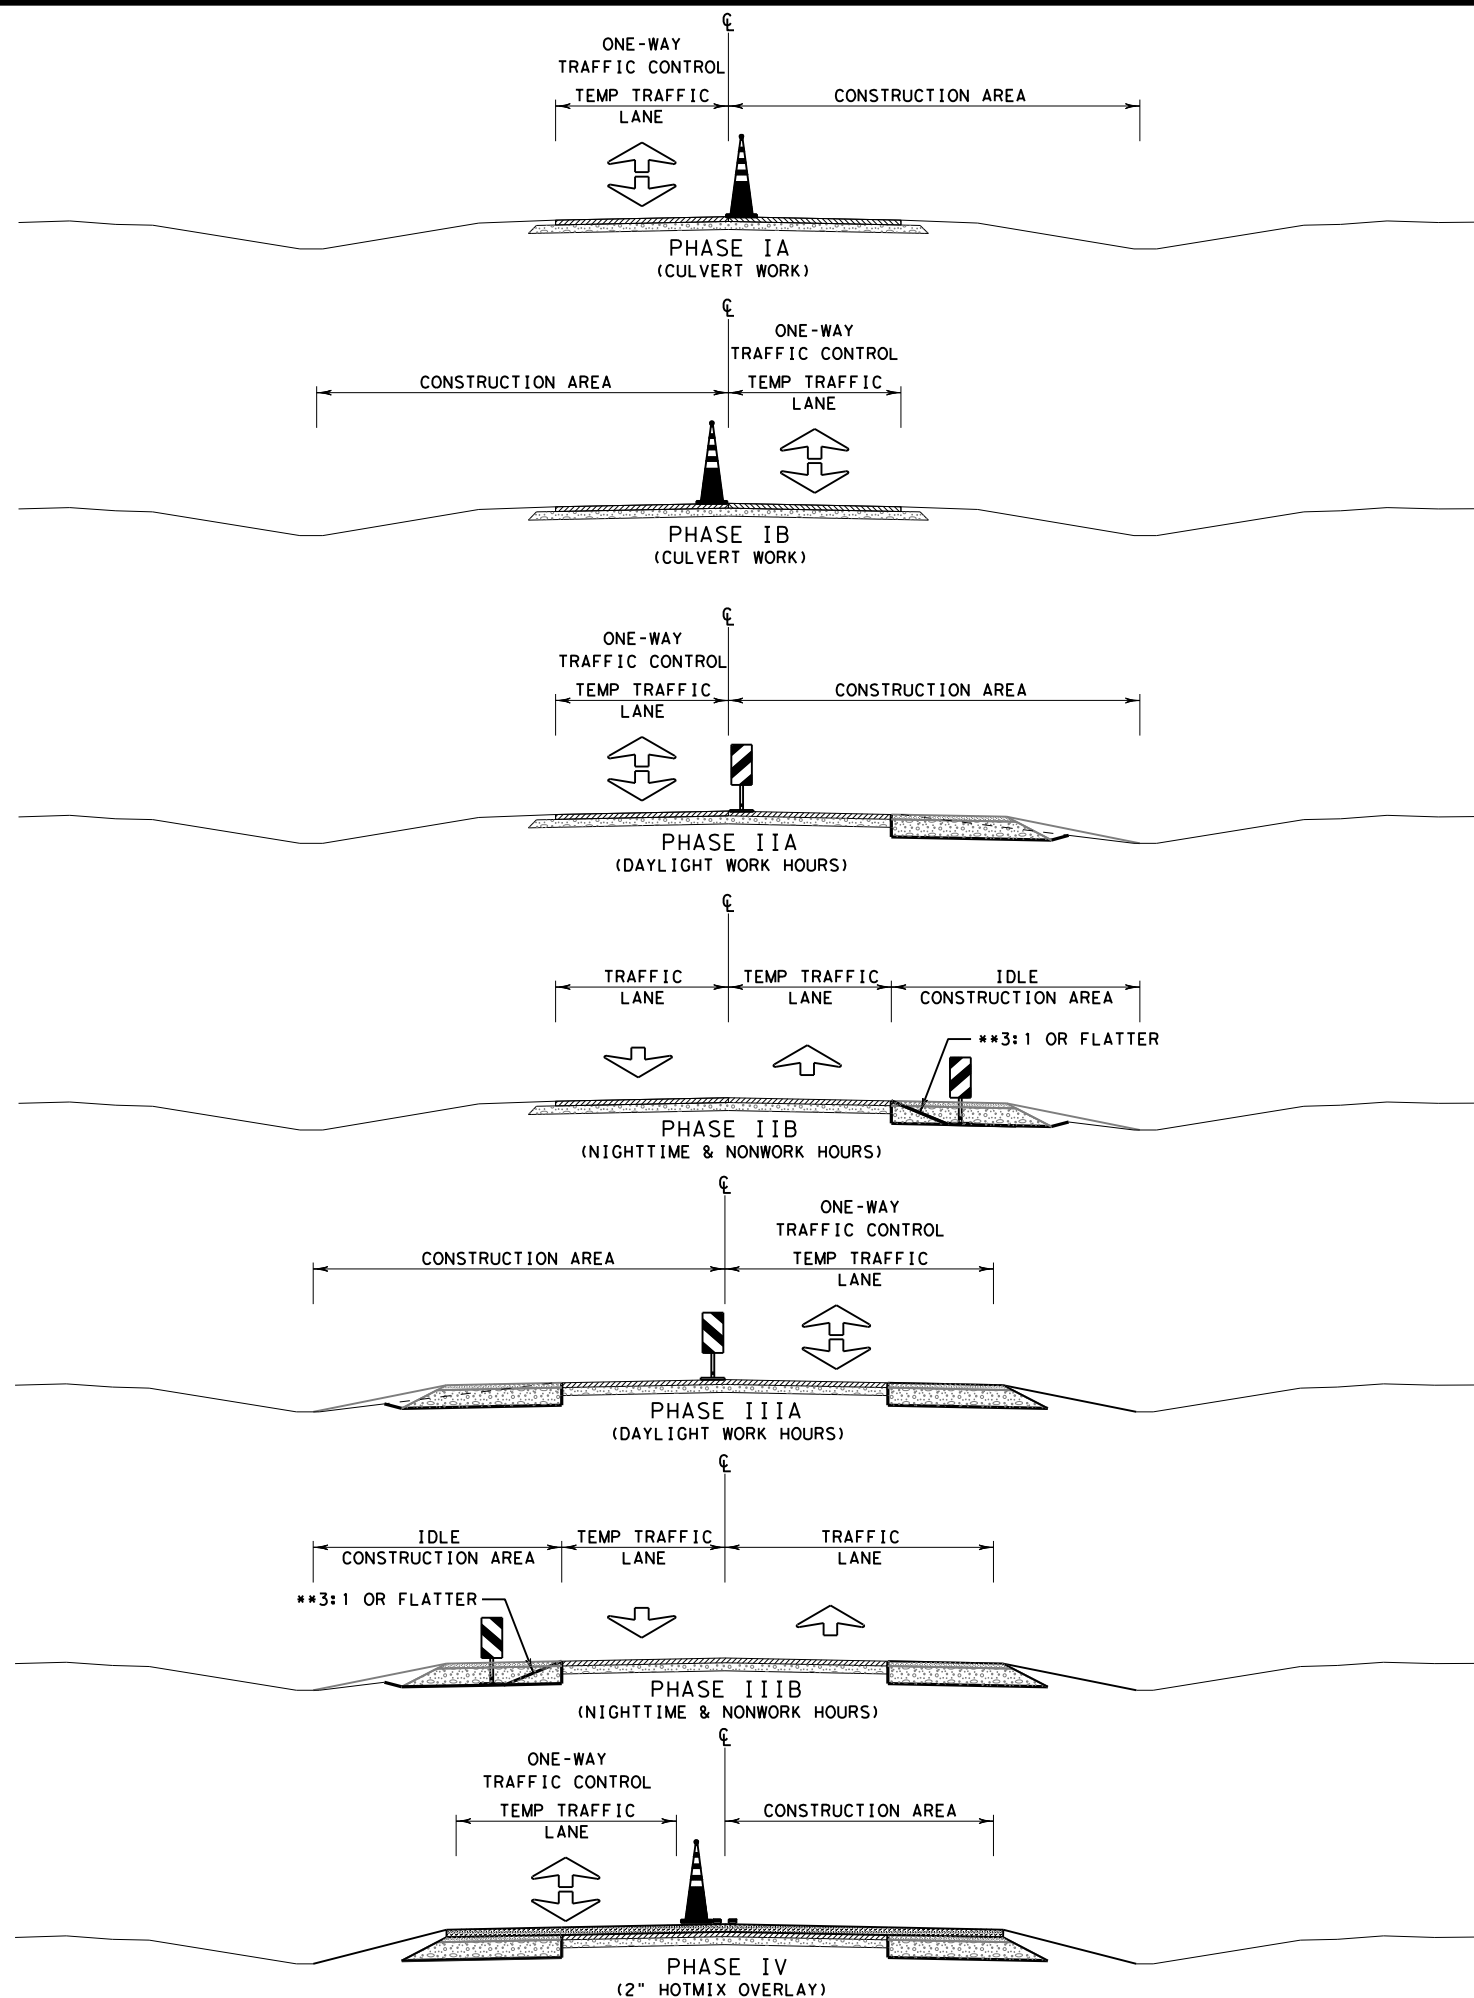 ℄
ONE-WAY
TRAFFIC CONTROL
TEMP TRAFFIC
LANE
CONSTRUCTION AREA
PHASE IA
(CULVERT WORK)
℄
ONE-WAY
TRAFFIC CONTROL
CONSTRUCTION AREA
TEMP TRAFFIC
LANE
PHASE IB
(CULVERT WORK)
℄
ONE-WAY
TRAFFIC CONTROL
TEMP TRAFFIC
LANE
CONSTRUCTION AREA
PHASE IIA
(DAYLIGHT WORK HOURS)
℄
TRAFFIC
LANE
TEMP TRAFFIC
LANE
IDLE
CONSTRUCTION AREA
**3:1 OR FLATTER
PHASE IIB
(NIGHTTIME & NONWORK HOURS)
℄
ONE-WAY
TRAFFIC CONTROL
CONSTRUCTION AREA
TEMP TRAFFIC
LANE
PHASE IIIA
(DAYLIGHT WORK HOURS)
℄
IDLE
CONSTRUCTION AREA
TEMP TRAFFIC
LANE
TRAFFIC
LANE
**3:1 OR FLATTER
PHASE IIIB
(NIGHTTIME & NONWORK HOURS)
℄
ONE-WAY
TRAFFIC CONTROL
TEMP TRAFFIC
LANE
CONSTRUCTION AREA
PHASE IV
(2" HOTMIX OVERLAY)